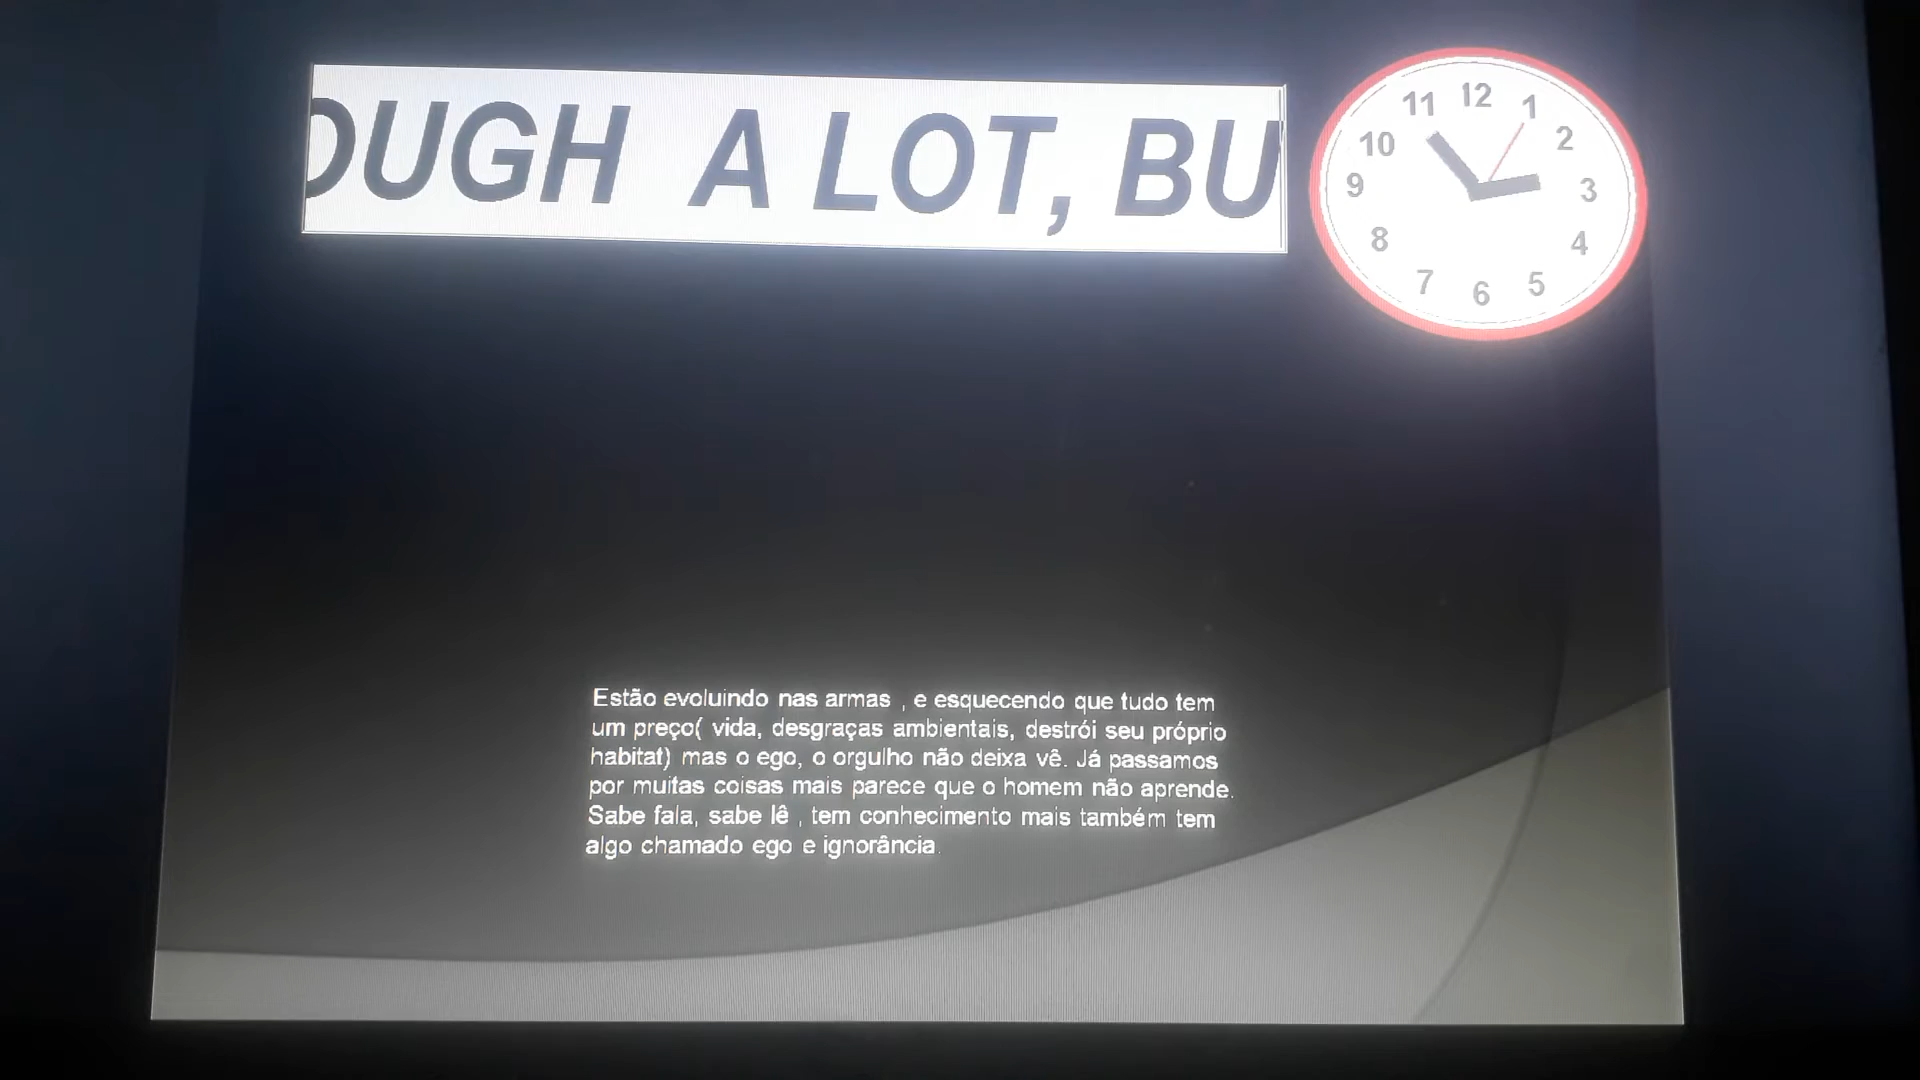 OUGH A LOT, BU
11 12 1
10 2
9 3
8 4
7 6 5
Estão evoluindo nas armas , e esquecendo que tudo tem
um preço( vida, desgraças ambientais, destrói seu próprio
habitat) mas o ego, o orgulho não deixa vê. Já passamos
por muitas coisas mais parece que o homem não aprende.
Sabe fala, sabe lê , tem conhecimento mais também tem
algo chamado ego e ignorância.